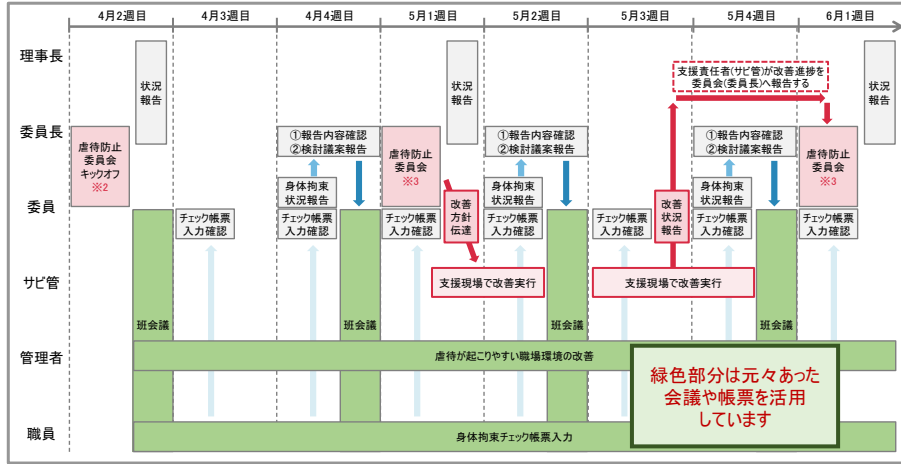 4月2週目
4月3週目
4月4週目
5月1週目
5月2週目
5月3週目
5月4週目
6月1週目
理事長
委員長
委員
サビ管
管理者
職員
状況
報告
状況
報告
状況
報告
支援責任者(サビ管)が改善進捗を
委員会(委員長)へ報告する
虐待防止
委員会
キックオフ
※2
①報告内容確認
②検討議案報告
虐待防止
委員会
※3
①報告内容確認
②検討議案報告
①報告内容確認
②検討議案報告
虐待防止
委員会
※3
身体拘束
状況報告
身体拘束
状況報告
身体拘束
状況報告
チェック帳票
入力確認
チェック帳票
入力確認
チェック帳票
入力確認
チェック帳票
入力確認
チェック帳票
入力確認
チェック帳票
入力確認
チェック帳票
入力確認
改善
方針
伝達
改善
状況
報告
支援現場で改善実行
支援現場で改善実行
班会議
班会議
班会議
班会議
虐待が起こりやすい職場環境の改善
緑色部分は元々あった
会議や帳票を活用
しています
身体拘束チェック帳票入力